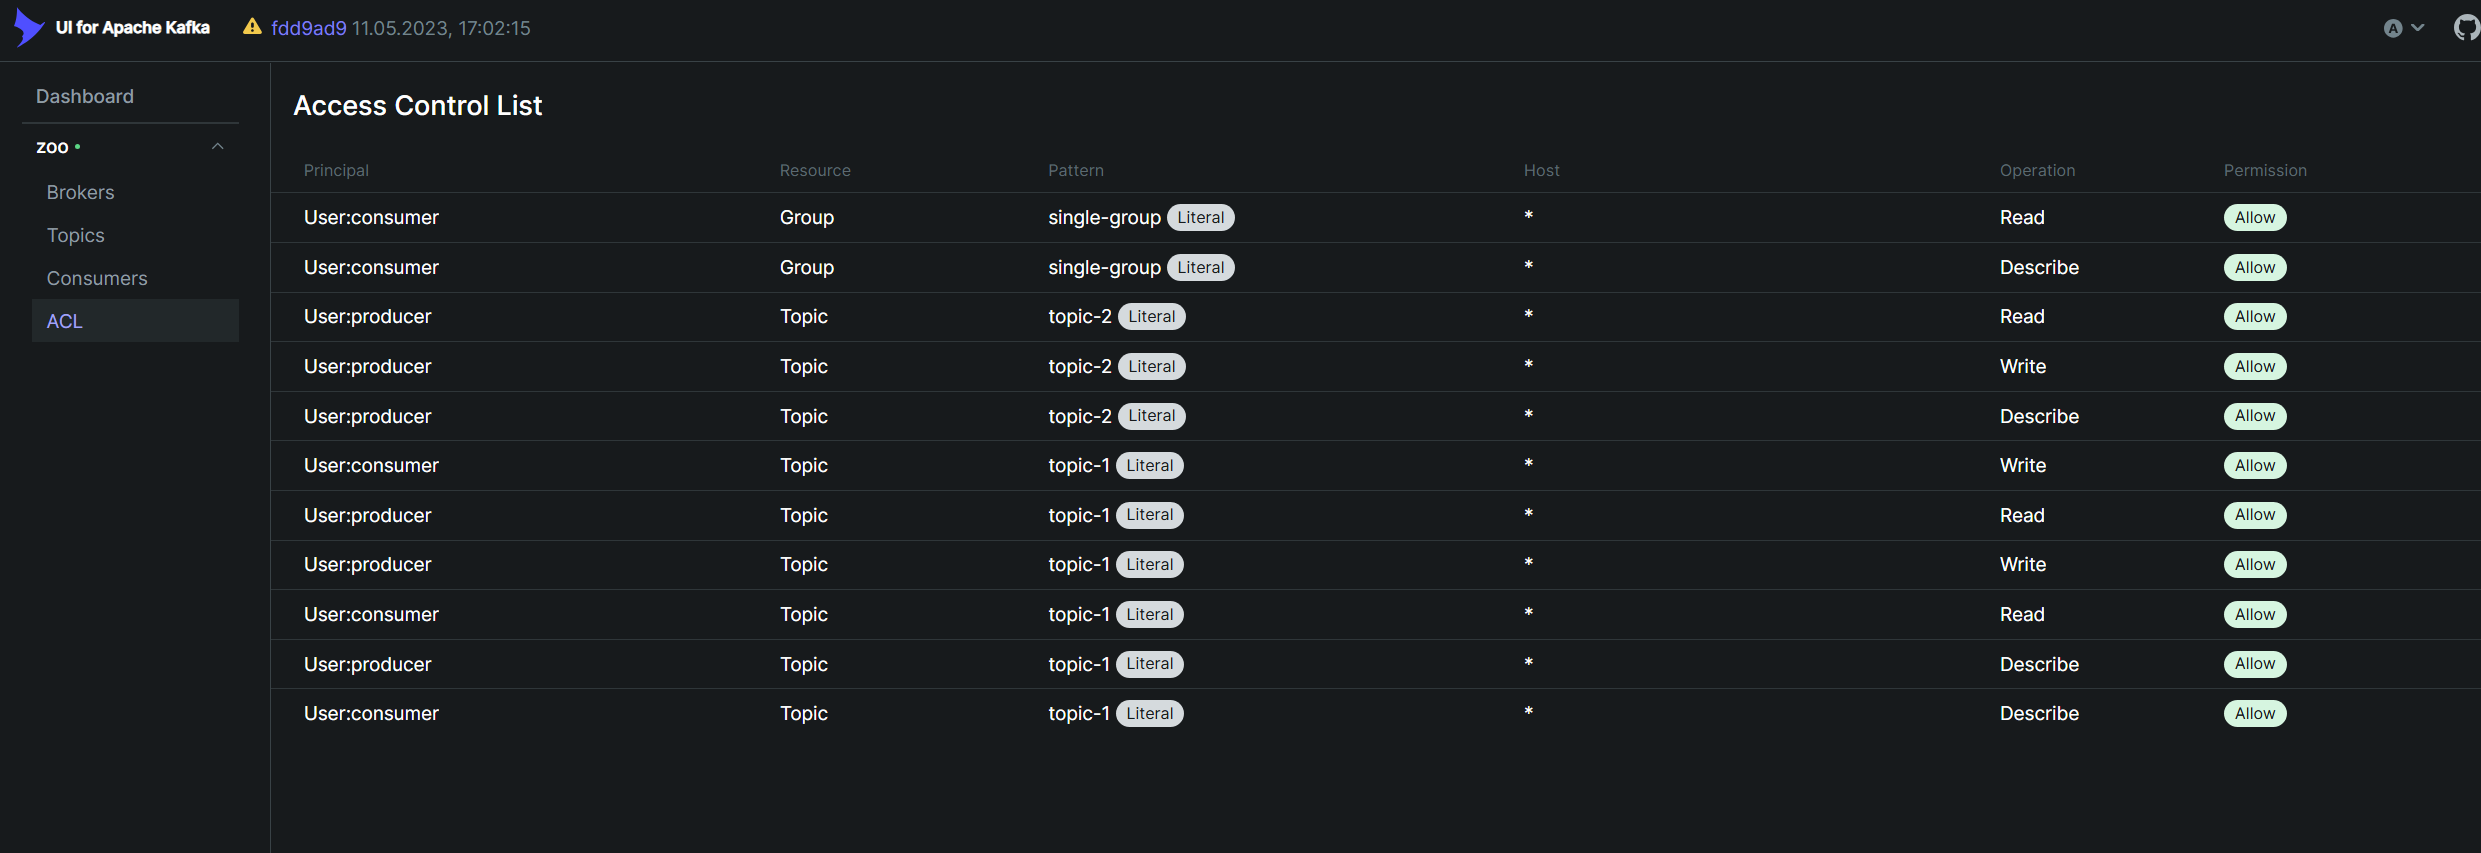 UI for Apache Kafka fdd9ad9 11.05.2023, 17:02:15 A
Dashboard
zoo
Brokers
Topics
Consumers
ACL
Access Control List
Principal Resource Pattern Host Operation Permission
User:consumer Group single-group Literal * Read Allow
User:consumer Group single-group Literal * Describe Allow
User:producer Topic topic-2 Literal * Read Allow
User:producer Topic topic-2 Literal * Write Allow
User:producer Topic topic-2 Literal * Describe Allow
User:consumer Topic topic-1 Literal * Write Allow
User:producer Topic topic-1 Literal * Read Allow
User:producer Topic topic-1 Literal * Write Allow
User:consumer Topic topic-1 Literal * Read Allow
User:producer Topic topic-1 Literal * Describe Allow
User:consumer Topic topic-1 Literal * Describe Allow